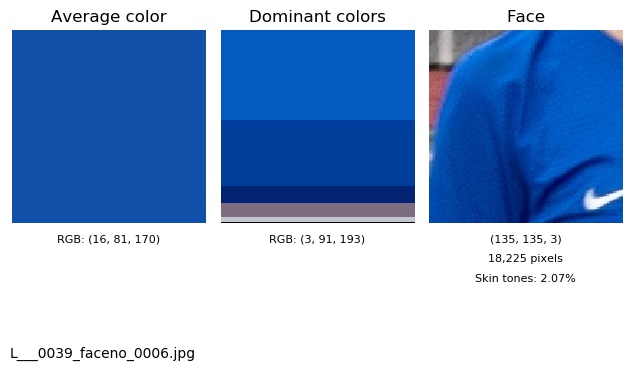 Average color
Dominant colors
Face
RGB: (16, 81, 170)
RGB: (3, 91, 193)
(135, 135, 3)
18,225 pixels
Skin tones: 2.07%
L___0039_faceno_0006.jpg